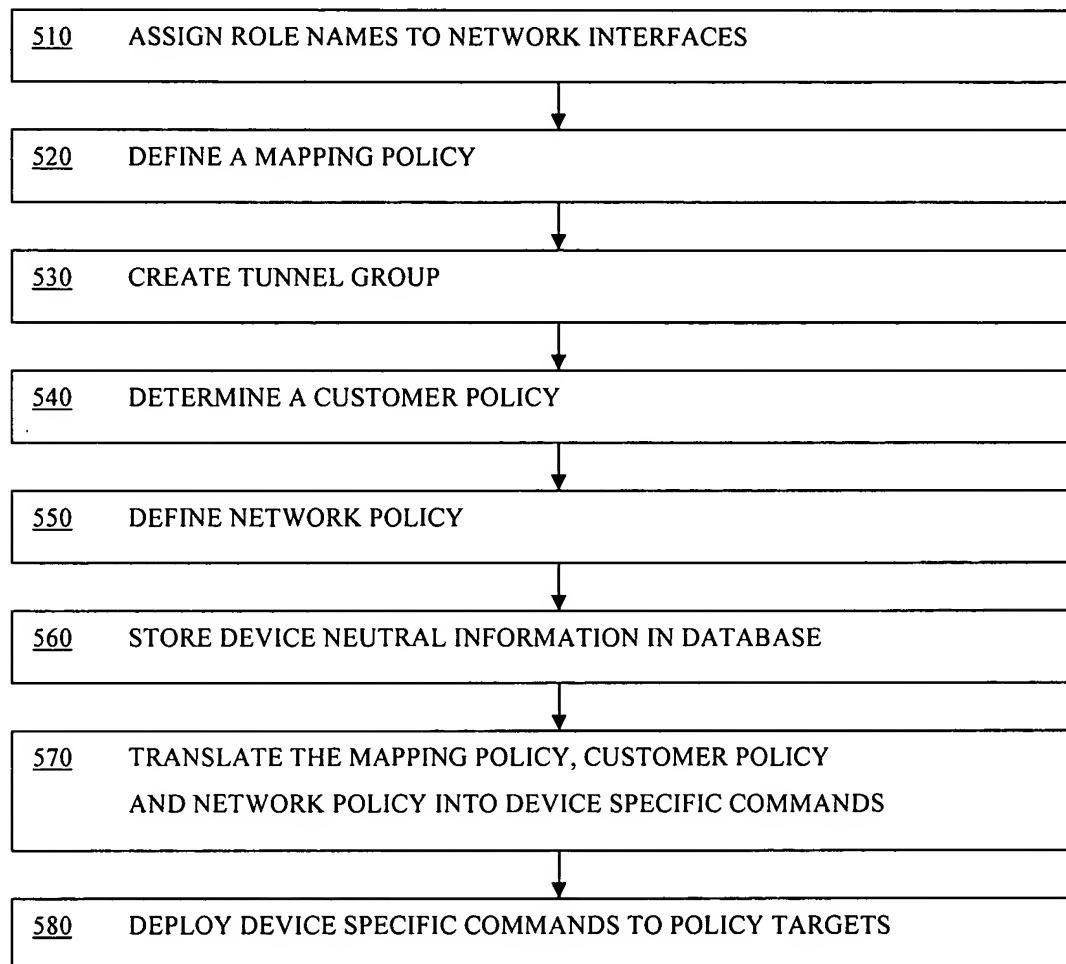 510 ASSIGN ROLE NAMES TO NETWORK INTERFACES
520 DEFINE A MAPPING POLICY
530 CREATE TUNNEL GROUP
540 DETERMINE A CUSTOMER POLICY
550 DEFINE NETWORK POLICY
560 STORE DEVICE NEUTRAL INFORMATION IN DATABASE
570 TRANSLATE THE MAPPING POLICY, CUSTOMER POLICY
AND NETWORK POLICY INTO DEVICE SPECIFIC COMMANDS
580 DEPLOY DEVICE SPECIFIC COMMANDS TO POLICY TARGETS